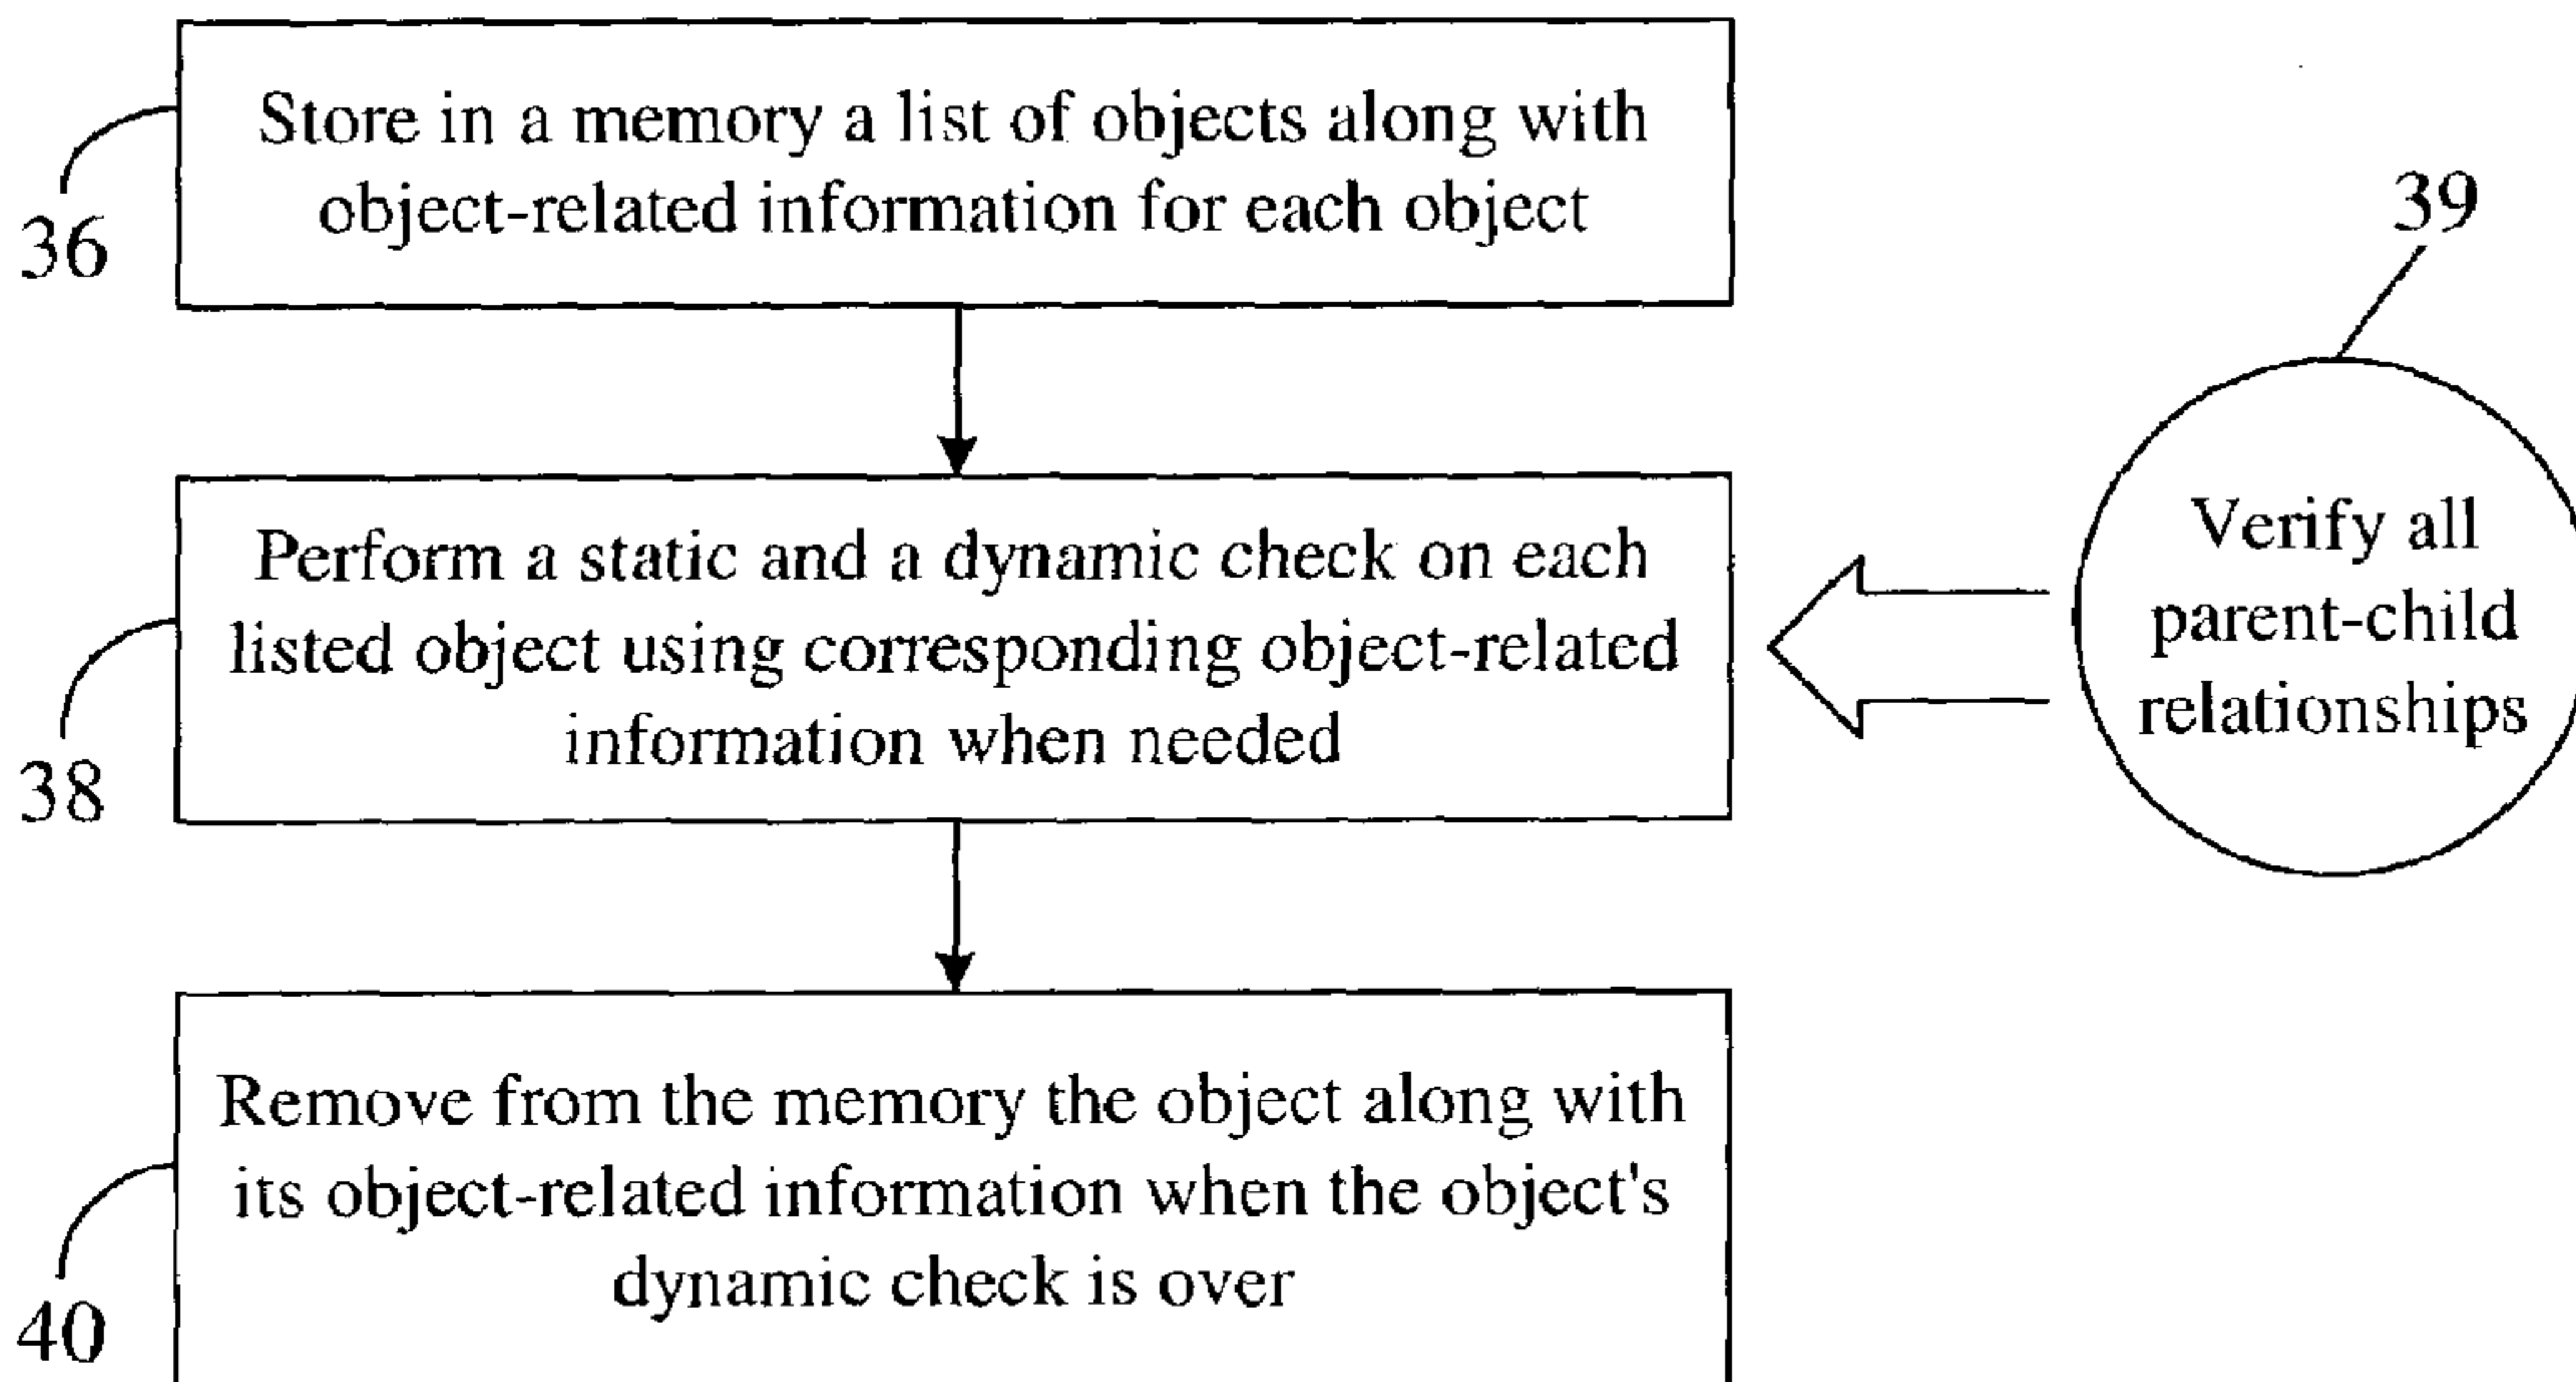 Store in a memory a list of objects along with
object-related information for each object
36
39
Perform a static and a dynamic check on each
listed object using corresponding object-related
information when needed
38
Verify all
parent-child
relationships
Remove from the memory the object along with
its object-related information when the object's
dynamic check is over
40